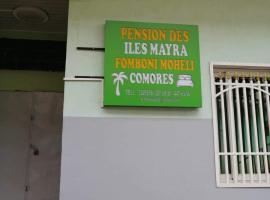 PENSION DES
ILES MAYRA
FOMBONI MOHELI
COMORES